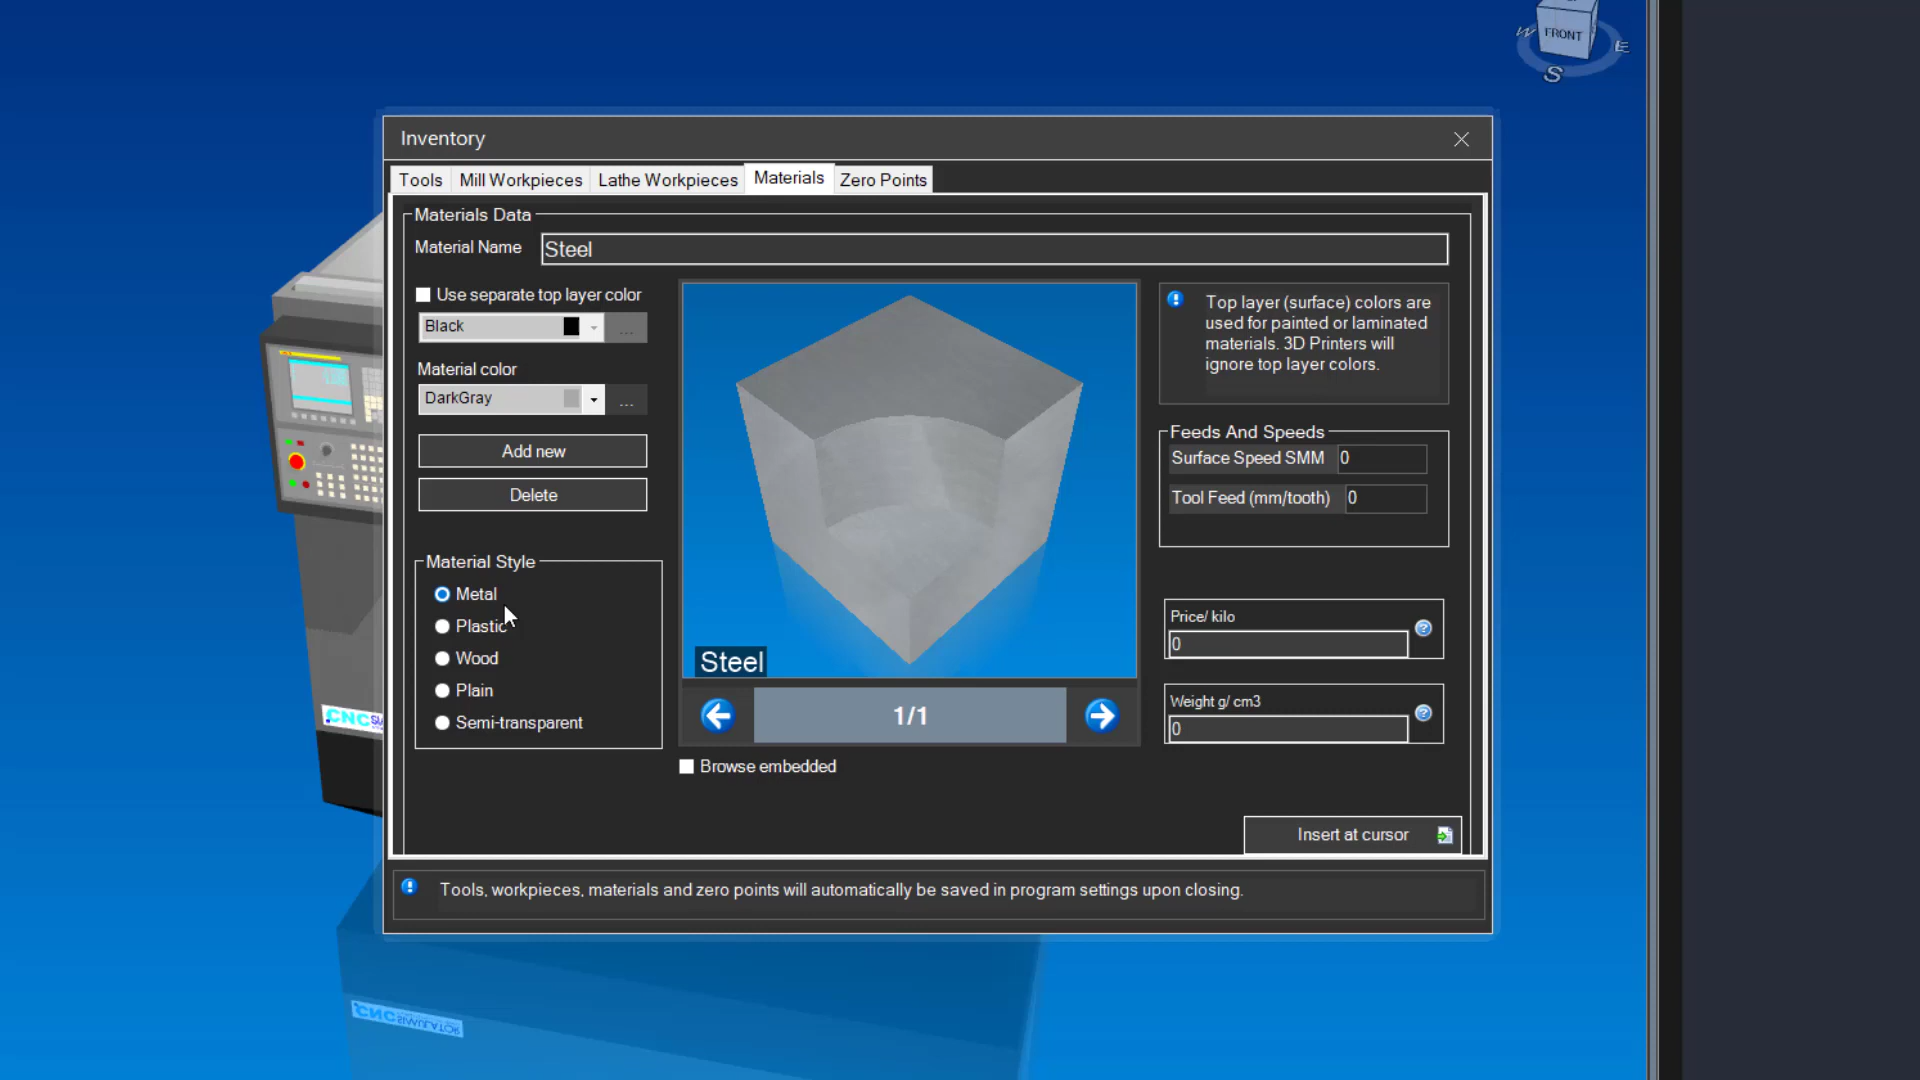 FRONT
W
E
S
Inventory
Tools Mill Workpieces Lathe Workpieces Materials Zero Points
Materials Data
Material Name Steel
Use separate top layer color
Black ...
Material color
DarkGray ...
Add new
Delete
Material Style
Metal
Plastic
Wood
Plain
Semi-transparent
Steel
1/1
Browse embedded
Top layer (surface) colors are
used for painted or laminated
materials. 3D Printers will
ignore top layer colors.
Feeds And Speeds
Surface Speed SMM 0
Tool Feed (mm/tooth) 0
Price/ kilo
0
Weight g/ cm3
0
Insert at cursor
Tools, workpieces, materials and zero points will automatically be saved in program settings upon closing.
CNC
CNC SIMULATOR